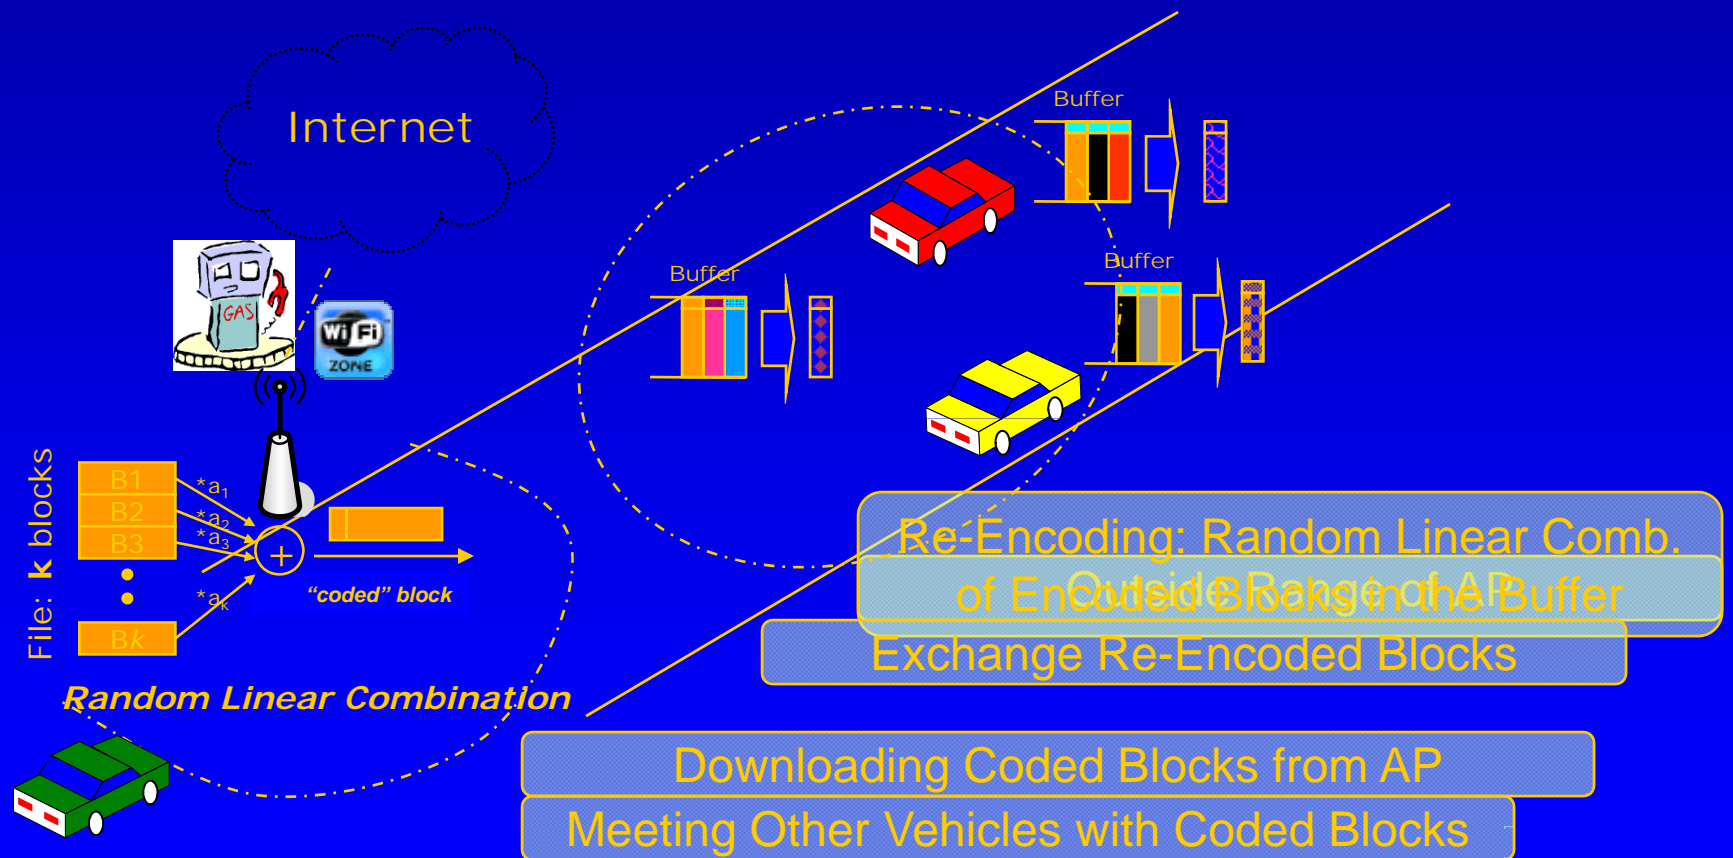 Internet
Buffer
Buffer
Buffer
GAS
Wi Fi
ZONE
File: k blocks
B1
B2
B3
Bk
*a1
*a2
*a3
*ak
+
“coded” block
Random Linear Combination
Re-Encoding: Random Linear Comb.
of Encoded Blocks in the Buffer
Outside Range of AP
Exchange Re-Encoded Blocks
Downloading Coded Blocks from AP
Meeting Other Vehicles with Coded Blocks